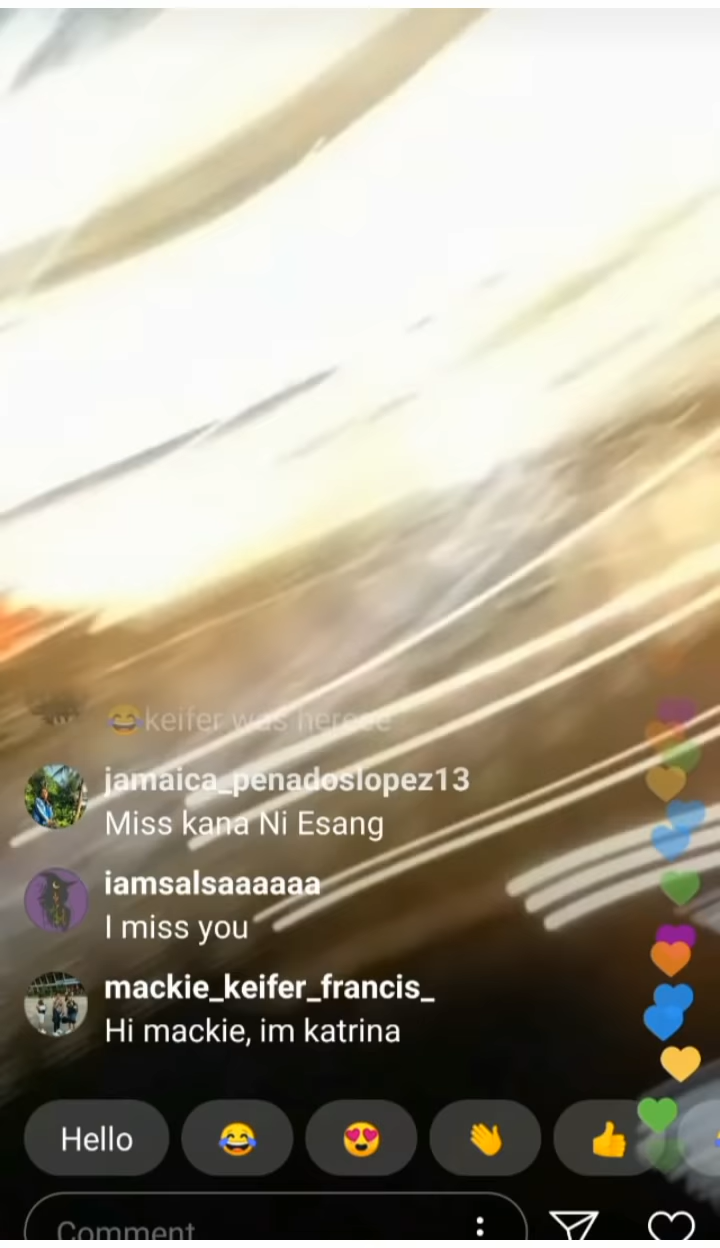 😂keifer was hereee
jamaica_penadoslopez13
Miss kana Ni Esang
iamsalsaaaaaa
I miss you
mackie_keifer_francis_
Hi mackie, im katrina
Hello
Comment